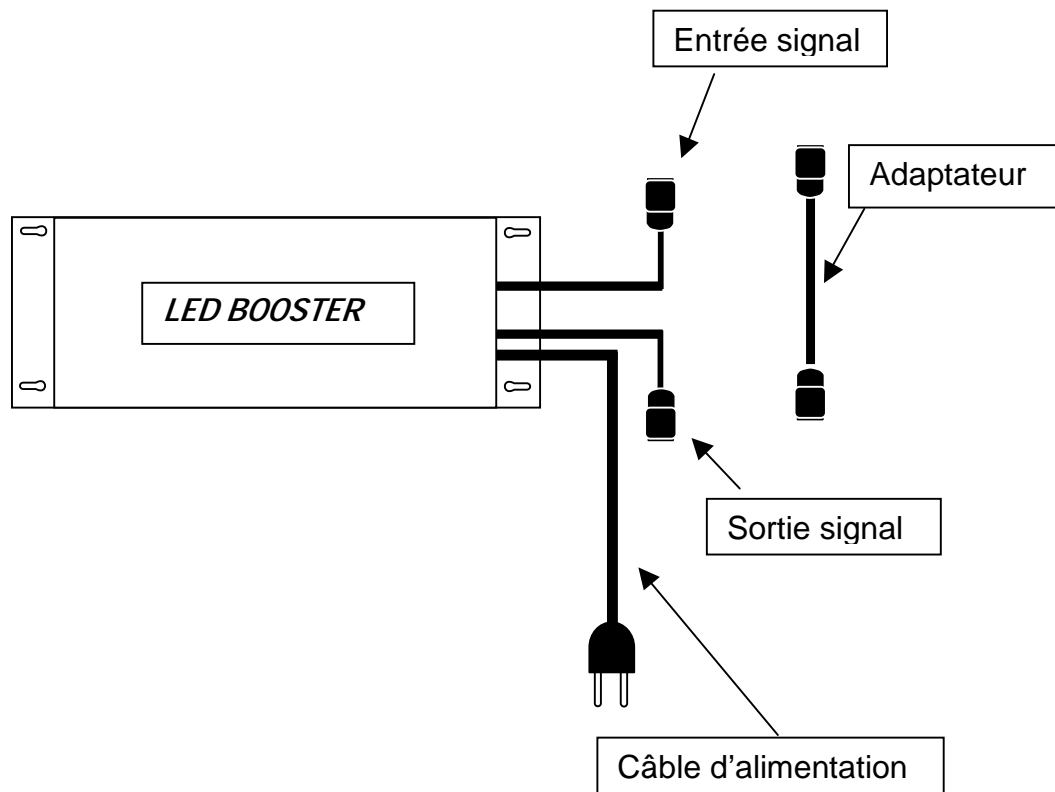 Entrée signal
Adaptateur
LED BOOSTER
Sortie signal
Câble d’alimentation